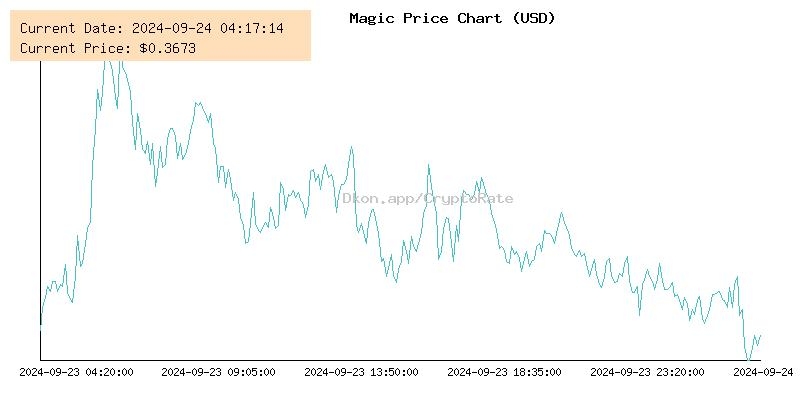 Magic Price Chart (USD)
Current Date: 2024-09-24 04:17:14
Current Price: $0.3673
Dkon.app/CryptoRate
2024-09-23 04:20:00
2024-09-23 09:05:00
2024-09-23 13:50:00
2024-09-23 18:35:00
2024-09-23 23:20:00
2024-09-24